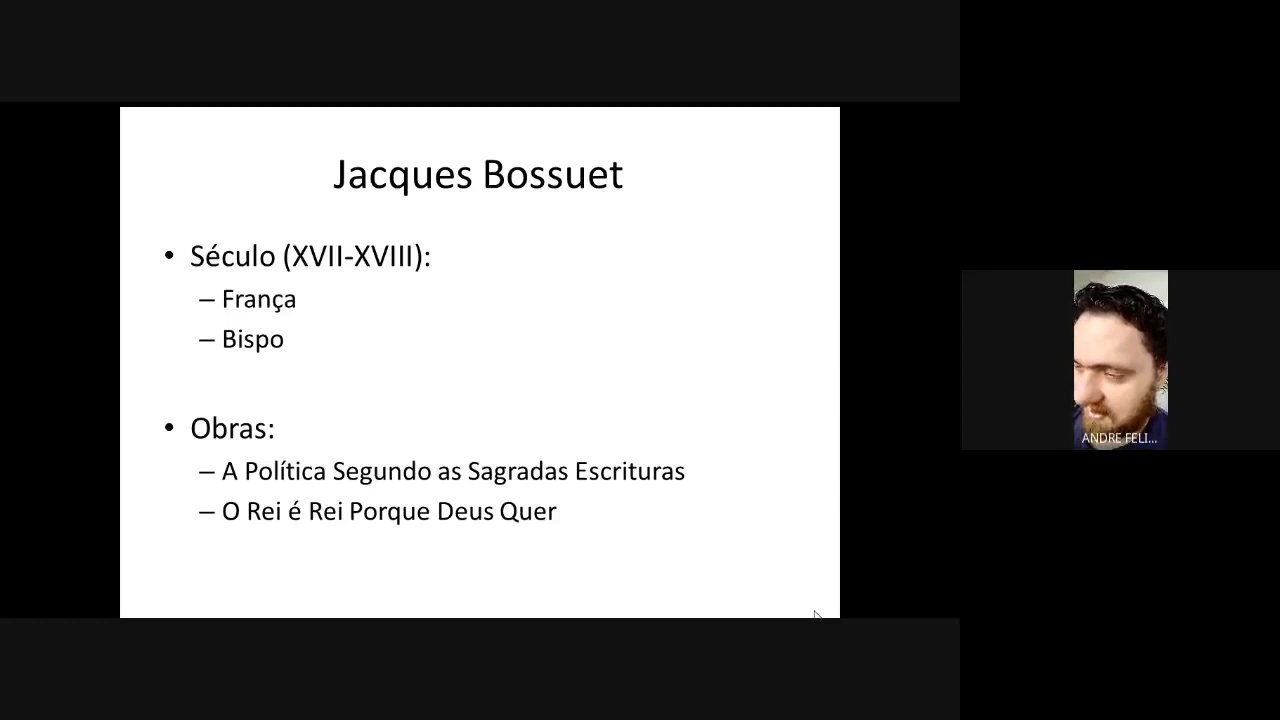 Jacques Bossuet
• Século (XVII-XVIII):
– França
– Bispo
• Obras:
– A Política Segundo as Sagradas Escrituras
– O Rei é Rei Porque Deus Quer
ANDRE FELI...